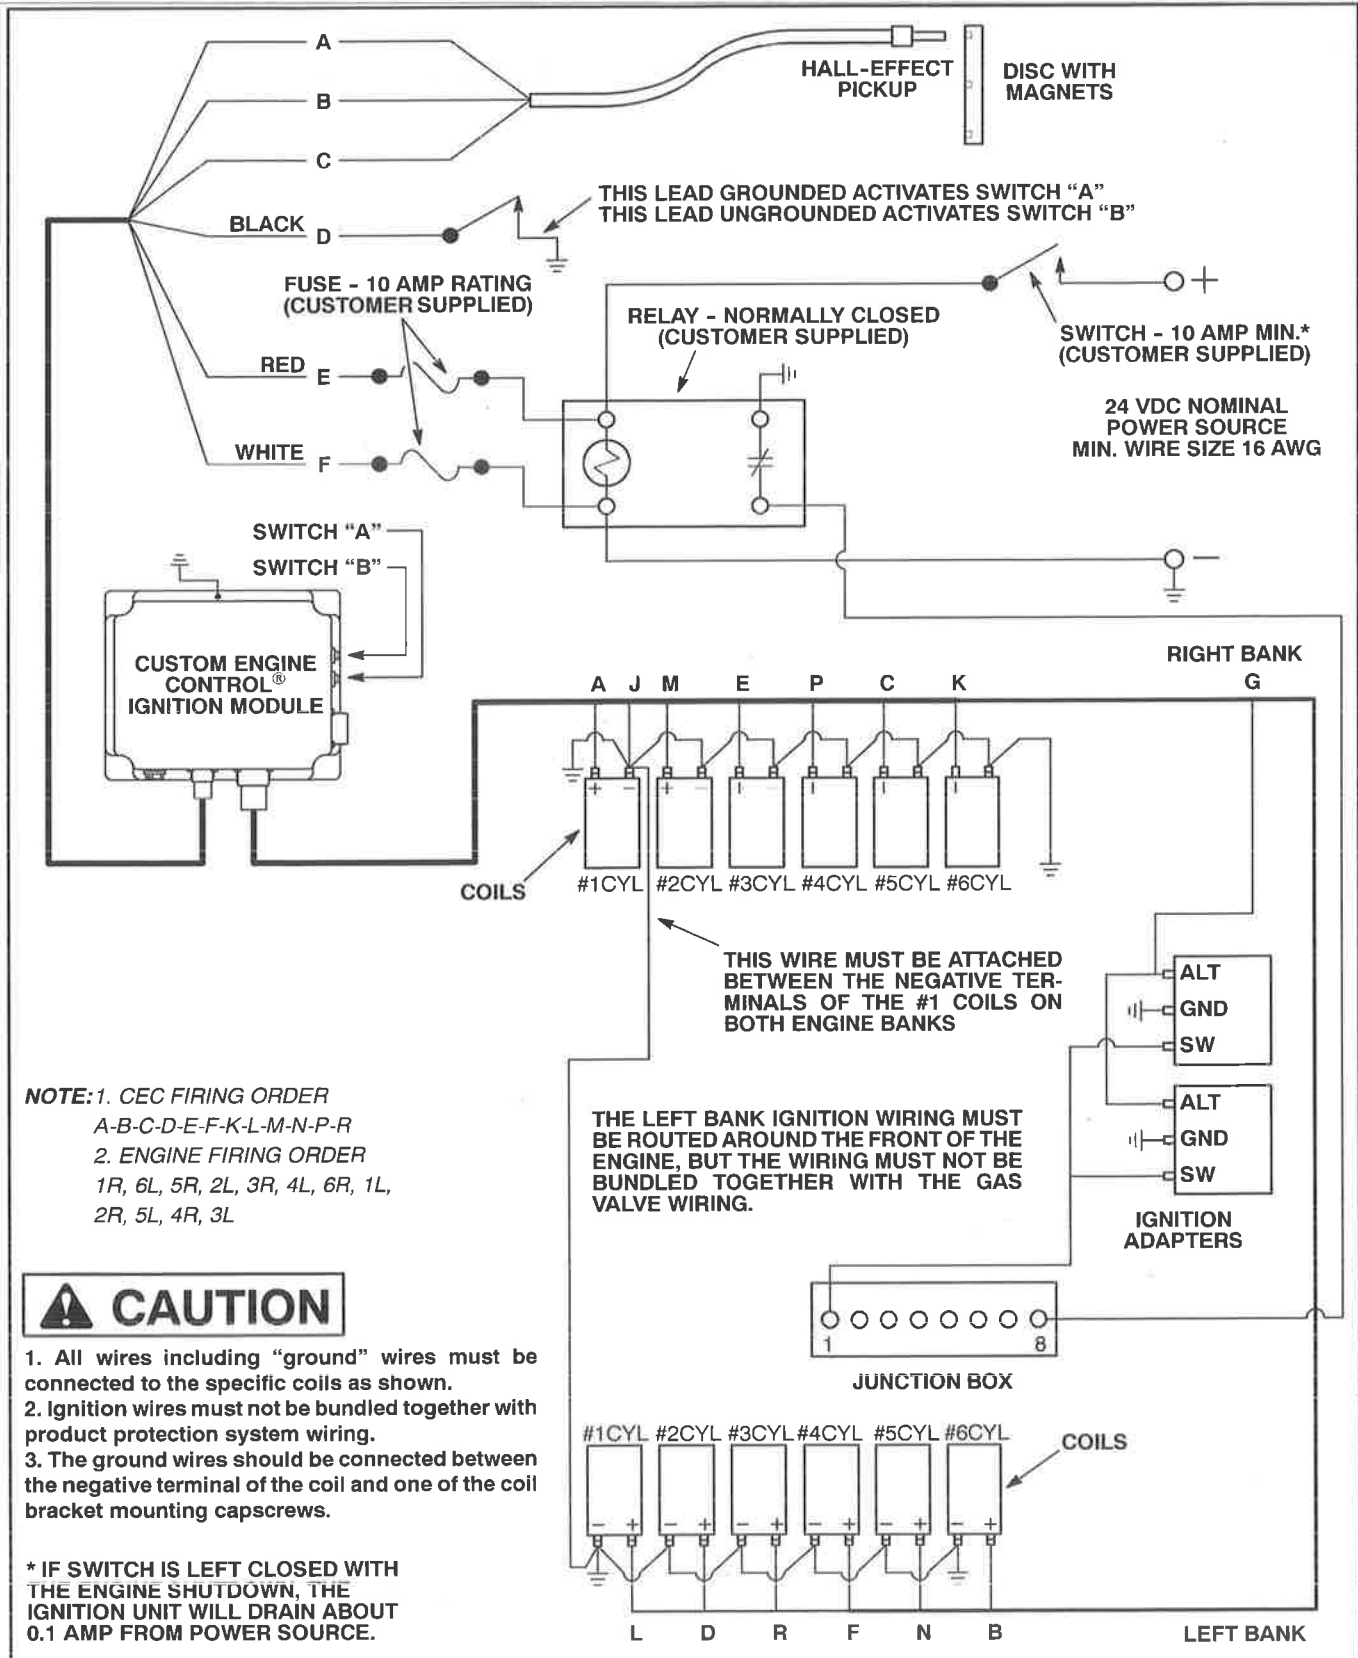 A
B
C
HALL-EFFECT
PICKUP
DISC WITH
MAGNETS
THIS LEAD GROUNDED ACTIVATES SWITCH “A”
THIS LEAD UNGROUNDED ACTIVATES SWITCH “B”
BLACK D
FUSE - 10 AMP RATING
(CUSTOMER SUPPLIED)
RELAY - NORMALLY CLOSED
(CUSTOMER SUPPLIED)
+
SWITCH - 10 AMP MIN.*
(CUSTOMER SUPPLIED)
RED E
24 VDC NOMINAL
POWER SOURCE
MIN. WIRE SIZE 16 AWG
WHITE F
SWITCH “A”
SWITCH “B”
−
CUSTOM ENGINE
CONTROL®
IGNITION MODULE
RIGHT BANK
A J M E P C K G
+ − + − I I I I
COILS
#1CYL #2CYL #3CYL #4CYL #5CYL #6CYL
THIS WIRE MUST BE ATTACHED
BETWEEN THE NEGATIVE TER-
MINALS OF THE #1 COILS ON
BOTH ENGINE BANKS
ALT
GND
SW
ALT
GND
SW
IGNITION
ADAPTERS
NOTE: 1. CEC FIRING ORDER
A-B-C-D-E-F-K-L-M-N-P-R
2. ENGINE FIRING ORDER
1R, 6L, 5R, 2L, 3R, 4L, 6R, 1L,
2R, 5L, 4R, 3L
THE LEFT BANK IGNITION WIRING MUST
BE ROUTED AROUND THE FRONT OF THE
ENGINE, BUT THE WIRING MUST NOT BE
BUNDLED TOGETHER WITH THE GAS
VALVE WIRING.
1 8
JUNCTION BOX
CAUTION
1. All wires including “ground” wires must be
connected to the specific coils as shown.
2. Ignition wires must not be bundled together with
product protection system wiring.
3. The ground wires should be connected between
the negative terminal of the coil and one of the coil
bracket mounting capscrews.
* IF SWITCH IS LEFT CLOSED WITH
THE ENGINE SHUTDOWN, THE
IGNITION UNIT WILL DRAIN ABOUT
0.1 AMP FROM POWER SOURCE.
#1CYL #2CYL #3CYL #4CYL #5CYL #6CYL
COILS
− + − + − + − + − + − +
L D R F N B
LEFT BANK